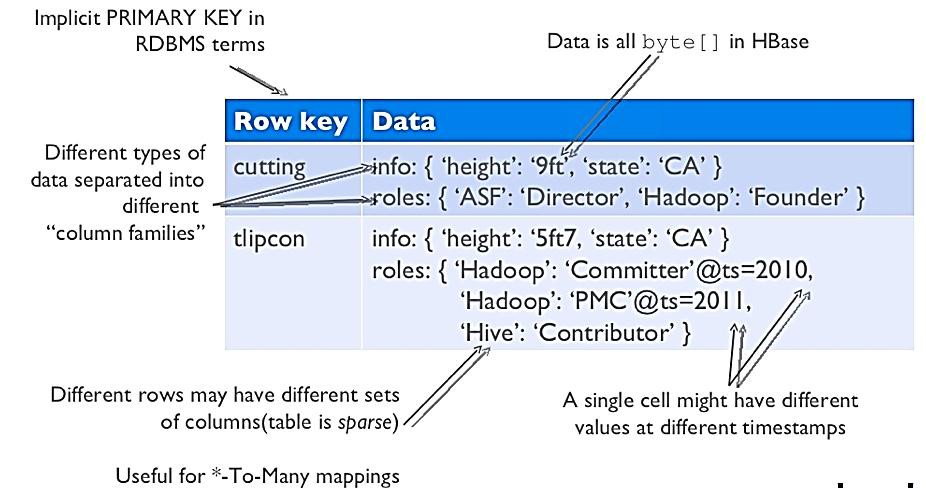 Implicit PRIMARY KEY in
RDBMS terms
Data is all byte[] in HBase
Row key Data
Different types of
data separated into
different
“column families”
cutting info: { ‘height’: ‘9ft’, ‘state’: ‘CA’ }
roles: { ‘ASF’: ‘Director’, ‘Hadoop’: ‘Founder’ }
tlipcon info: { ‘height’: ‘5ft7, ‘state’: ‘CA’ }
roles: { ‘Hadoop’: ‘Committer’@ts=2010,
‘Hadoop’: ‘PMC’@ts=2011,
‘Hive’: ‘Contributor’ }
Different rows may have different sets
of columns(table is sparse)
A single cell might have different
values at different timestamps
Useful for *-To-Many mappings